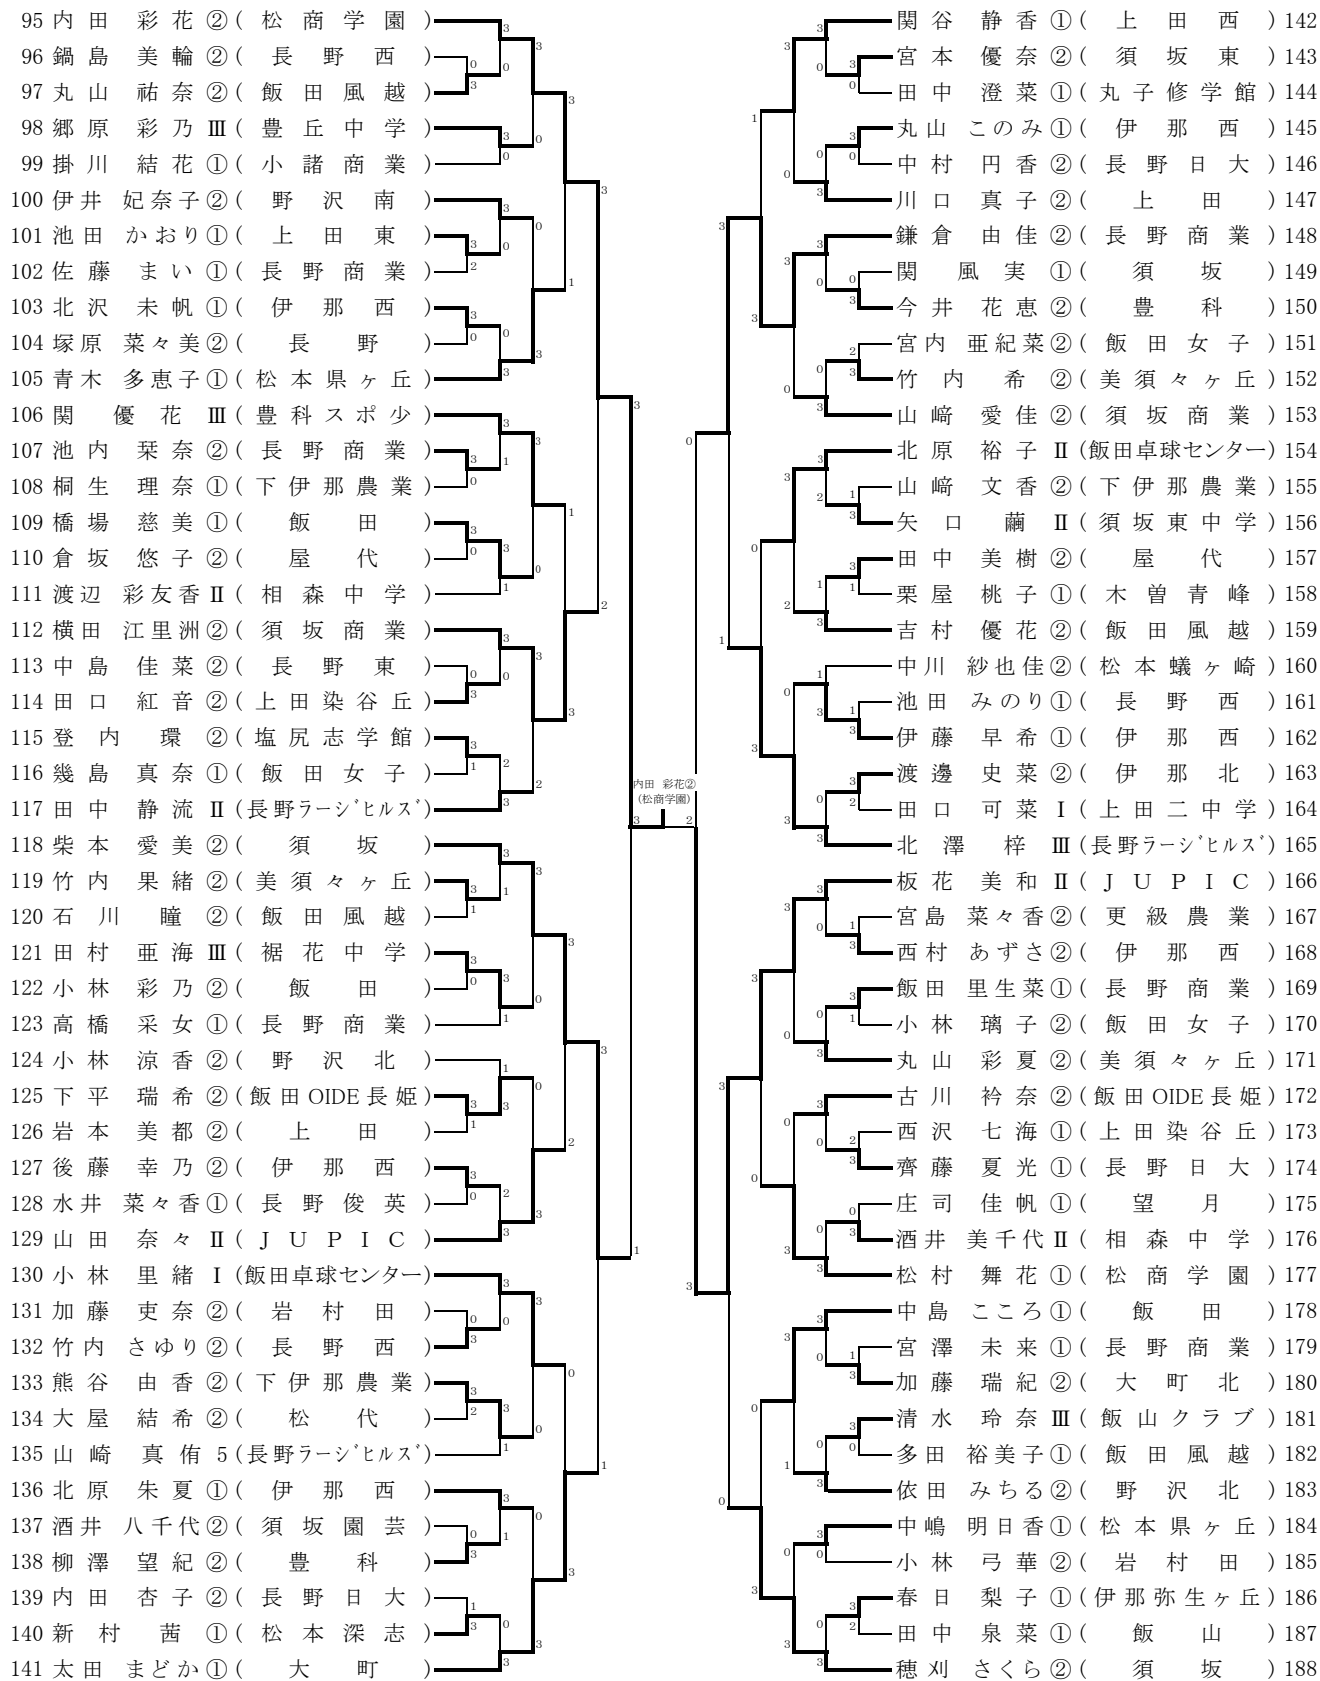 95 内田 彩花 ② ( 松商学園 )
96 鍋島 美輪 ② ( 長野西 )
97 丸山 祐奈 ② ( 飯田風越 )
98 郷原 彩乃 Ⅲ ( 豊丘中学 )
99 掛川 結花 ① ( 小諸商業 )
100 伊井 妃奈子 ② ( 野沢南 )
101 池田 かおり ① ( 上田東 )
102 佐藤 まい ① ( 長野商業 )
103 北沢 未帆 ① ( 伊那西 )
104 塚原 菜々美 ② ( 長野 )
105 青木 多恵子 ① ( 松本県ヶ丘 )
106 関 優花 Ⅲ ( 豊科スポ少 )
107 池内 栞奈 ② ( 長野商業 )
108 桐生 理奈 ① ( 下伊那農業 )
109 橋場 慈美 ① ( 飯田 )
110 倉坂 悠子 ② ( 屋代 )
111 渡辺 彩友香 Ⅱ ( 相森中学 )
112 横田 江里洲 ② ( 須坂商業 )
113 中島 佳菜 ② ( 長野東 )
114 田口 紅音 ② ( 上田染谷丘 )
115 登内 環 ② ( 塩尻志学館 )
116 幾島 真奈 ① ( 飯田女子 )
117 田中 静流 Ⅱ (長野ラージヒルズ)
118 柴本 愛美 ② ( 須坂 )
119 竹内 果緒 ② ( 美須々ヶ丘 )
120 石川 瞳 ② ( 飯田風越 )
121 田村 亜海 Ⅲ ( 裾花中学 )
122 小林 彩乃 ② ( 飯田 )
123 高橋 采女 ① ( 長野商業 )
124 小林 涼香 ② ( 野沢北 )
125 下平 瑞希 ② ( 飯田OIDE長姫 )
126 岩本 美都 ② ( 上田 )
127 後藤 幸乃 ② ( 伊那西 )
128 水井 菜々香 ① ( 長野俊英 )
129 山田 奈々 Ⅱ ( JUPIC )
130 小林 里緒 Ⅰ (飯田卓球センター)
131 加藤 吏奈 ② ( 岩村田 )
132 竹内 さゆり ② ( 長野西 )
133 熊谷 由香 ② ( 下伊那農業 )
134 大屋 結希 ② ( 松代 )
135 山崎 真侑 5 (長野ラージヒルズ)
136 北原 朱夏 ① ( 伊那西 )
137 酒井 八千代 ② ( 須坂園芸 )
138 柳澤 望紀 ② ( 豊科 )
139 内田 杏子 ② ( 長野日大 )
140 新村 茜 ① ( 松本深志 )
141 太田 まどか ① ( 大町 )
内田 彩花②
(松商学園)
3 2
関谷 静香 ① ( 上田西 ) 142
宮本 優奈 ② ( 須坂東 ) 143
田中 澄菜 ① ( 丸子修学館 ) 144
丸山 このみ ① ( 伊那西 ) 145
中村 円香 ② ( 長野日大 ) 146
川口 真子 ② ( 上田 ) 147
鎌倉 由佳 ② ( 長野商業 ) 148
関 風実 ① ( 須坂 ) 149
今井 花恵 ② ( 豊科 ) 150
宮内 亜紀菜 ② ( 飯田女子 ) 151
竹内 希 ② ( 美須々ヶ丘 ) 152
山﨑 愛佳 ② ( 須坂商業 ) 153
北原 裕子 Ⅱ (飯田卓球センター) 154
山﨑 文香 ② ( 下伊那農業 ) 155
矢口 繭 Ⅱ ( 須坂東中学 ) 156
田中 美樹 ② ( 屋代 ) 157
栗屋 桃子 ① ( 木曽青峰 ) 158
吉村 優花 ② ( 飯田風越 ) 159
中川 紗也佳 ② ( 松本蟻ヶ崎 ) 160
池田 みのり ① ( 長野西 ) 161
伊藤 早希 ① ( 伊那西 ) 162
渡邊 史菜 ② ( 伊那北 ) 163
田口 可菜 Ⅰ ( 上田二中学 ) 164
北澤 梓 Ⅲ (長野ラージヒルズ) 165
板花 美和 Ⅱ ( JUPIC ) 166
宮島 菜々香 ② ( 更級農業 ) 167
西村 あずさ ② ( 伊那西 ) 168
飯田 里生菜 ① ( 長野商業 ) 169
小林 璃子 ② ( 飯田女子 ) 170
丸山 彩夏 ② ( 美須々ヶ丘 ) 171
古川 衿奈 ② ( 飯田OIDE長姫 ) 172
西沢 七海 ① ( 上田染谷丘 ) 173
齊藤 夏光 ① ( 長野日大 ) 174
庄司 佳帆 ① ( 望月 ) 175
酒井 美千代 Ⅱ ( 相森中学 ) 176
松村 舞花 ① ( 松商学園 ) 177
中島 こころ ① ( 飯田 ) 178
宮澤 未来 ① ( 長野商業 ) 179
加藤 瑞紀 ② ( 大町北 ) 180
清水 玲奈 Ⅲ ( 飯山クラブ ) 181
多田 裕美子 ① ( 飯田風越 ) 182
依田 みちる ② ( 野沢北 ) 183
中嶋 明日香 ① ( 松本県ヶ丘 ) 184
小林 弓華 ② ( 岩村田 ) 185
春日 梨子 ① ( 伊那弥生ヶ丘 ) 186
田中 泉菜 ① ( 飯山 ) 187
穂刈 さくら ② ( 須坂 ) 188